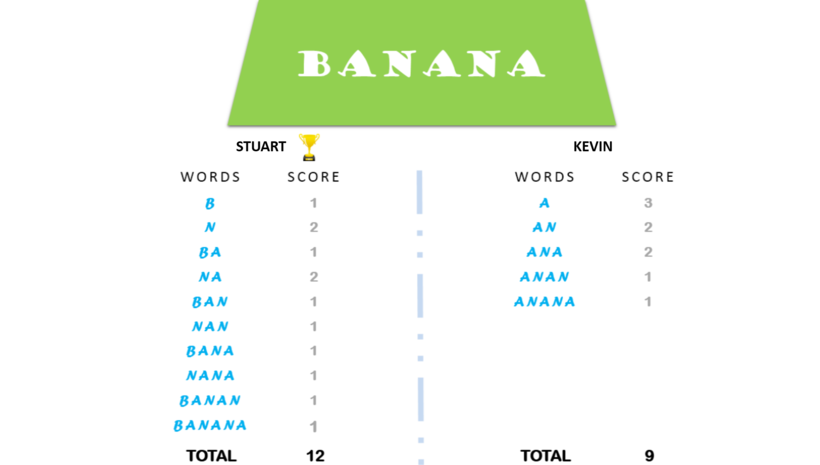 BANANA
STUART
WORDS SCORE
B 1
N 2
BA 1
NA 2
BAN 1
NAN 1
BANA 1
NANA 1
BANAN 1
BANANA 1
TOTAL 12
KEVIN
WORDS SCORE
A 3
AN 2
ANA 2
ANAN 1
ANANA 1
TOTAL 9